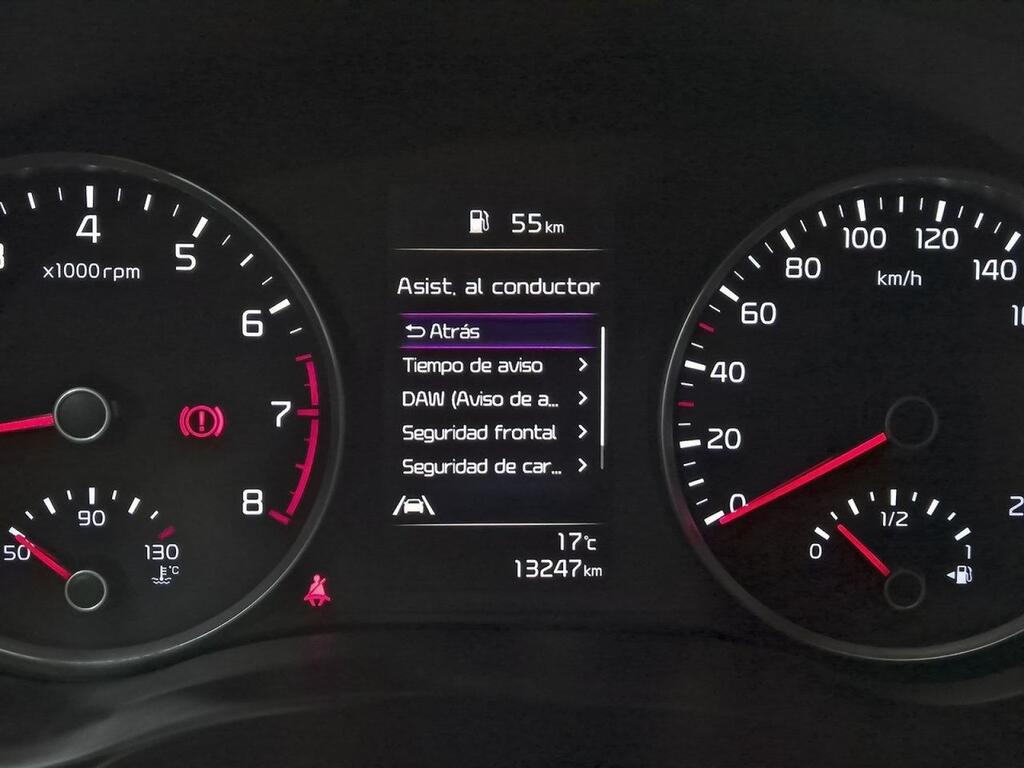 4
5
6
7
8
x1000rpm
50
90
130
°C
55km
Asist. al conductor
Atrás
Tiempo de aviso
DAW (Aviso de a...
Seguridad frontal
Seguridad de car...
17°c
13247km
0
20
40
60
80
100
120
140
km/h
0
1/2
1